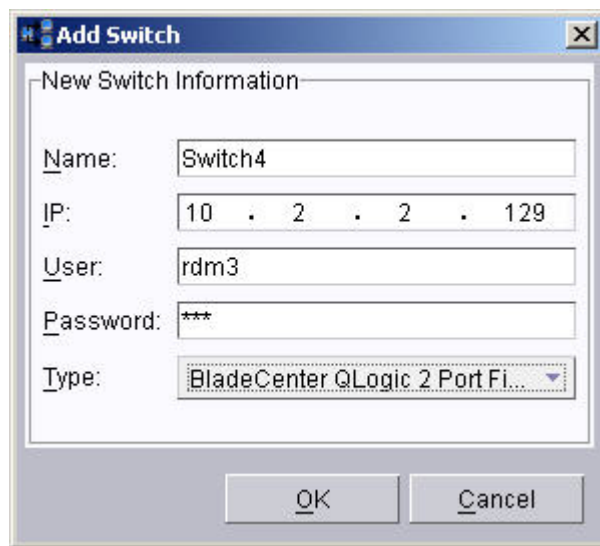 Add Switch
New Switch Information
Name: Switch4
IP: 10 . 2 . 2 . 129
User: rdm3
Password: ***
Type: BladeCenter QLogic 2 Port Fi...
OK Cancel